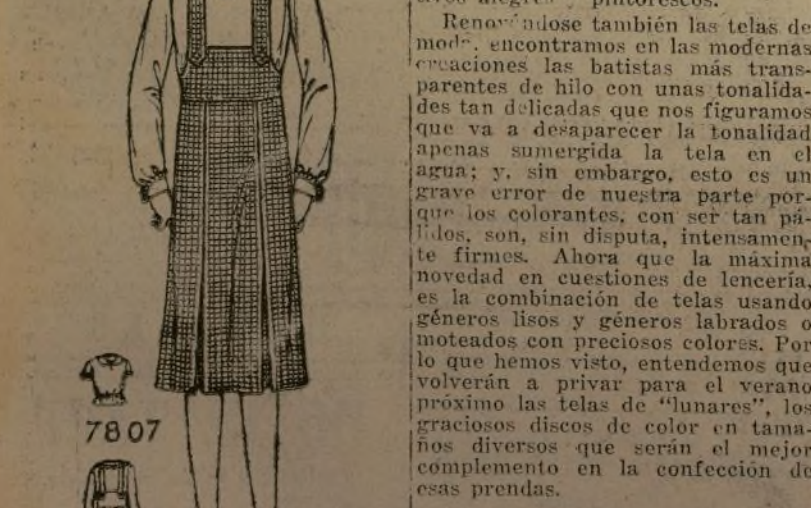 pintorescos.
Renovándose también las telas de
moda, encontramos en las modernas
creaciones las batistas más trans-
parentes de hilo con unas tonalida-
des tan delicadas que nos figuramos
que va a desaparecer la tonalidad
apenas sumergida la tela en el
agua; y, sin embargo, esto es un
grave error de nuestra parte por-
que los colorantes, con ser tan pá-
lidos, son, sin disputa, intensamen-
te firmes. Ahora que la máxima
novedad en cuestiones de lencería,
es la combinación de telas usando
géneros lisos y géneros labrados o
moteados con preciosos colores. Por
lo que hemos visto, entendemos que
volverán a privar para el verano
próximo las telas de "lunares", los
graciosos discos de color en tama-
ños diversos que serán el mejor
complemento en la confección de
esas prendas.
7807